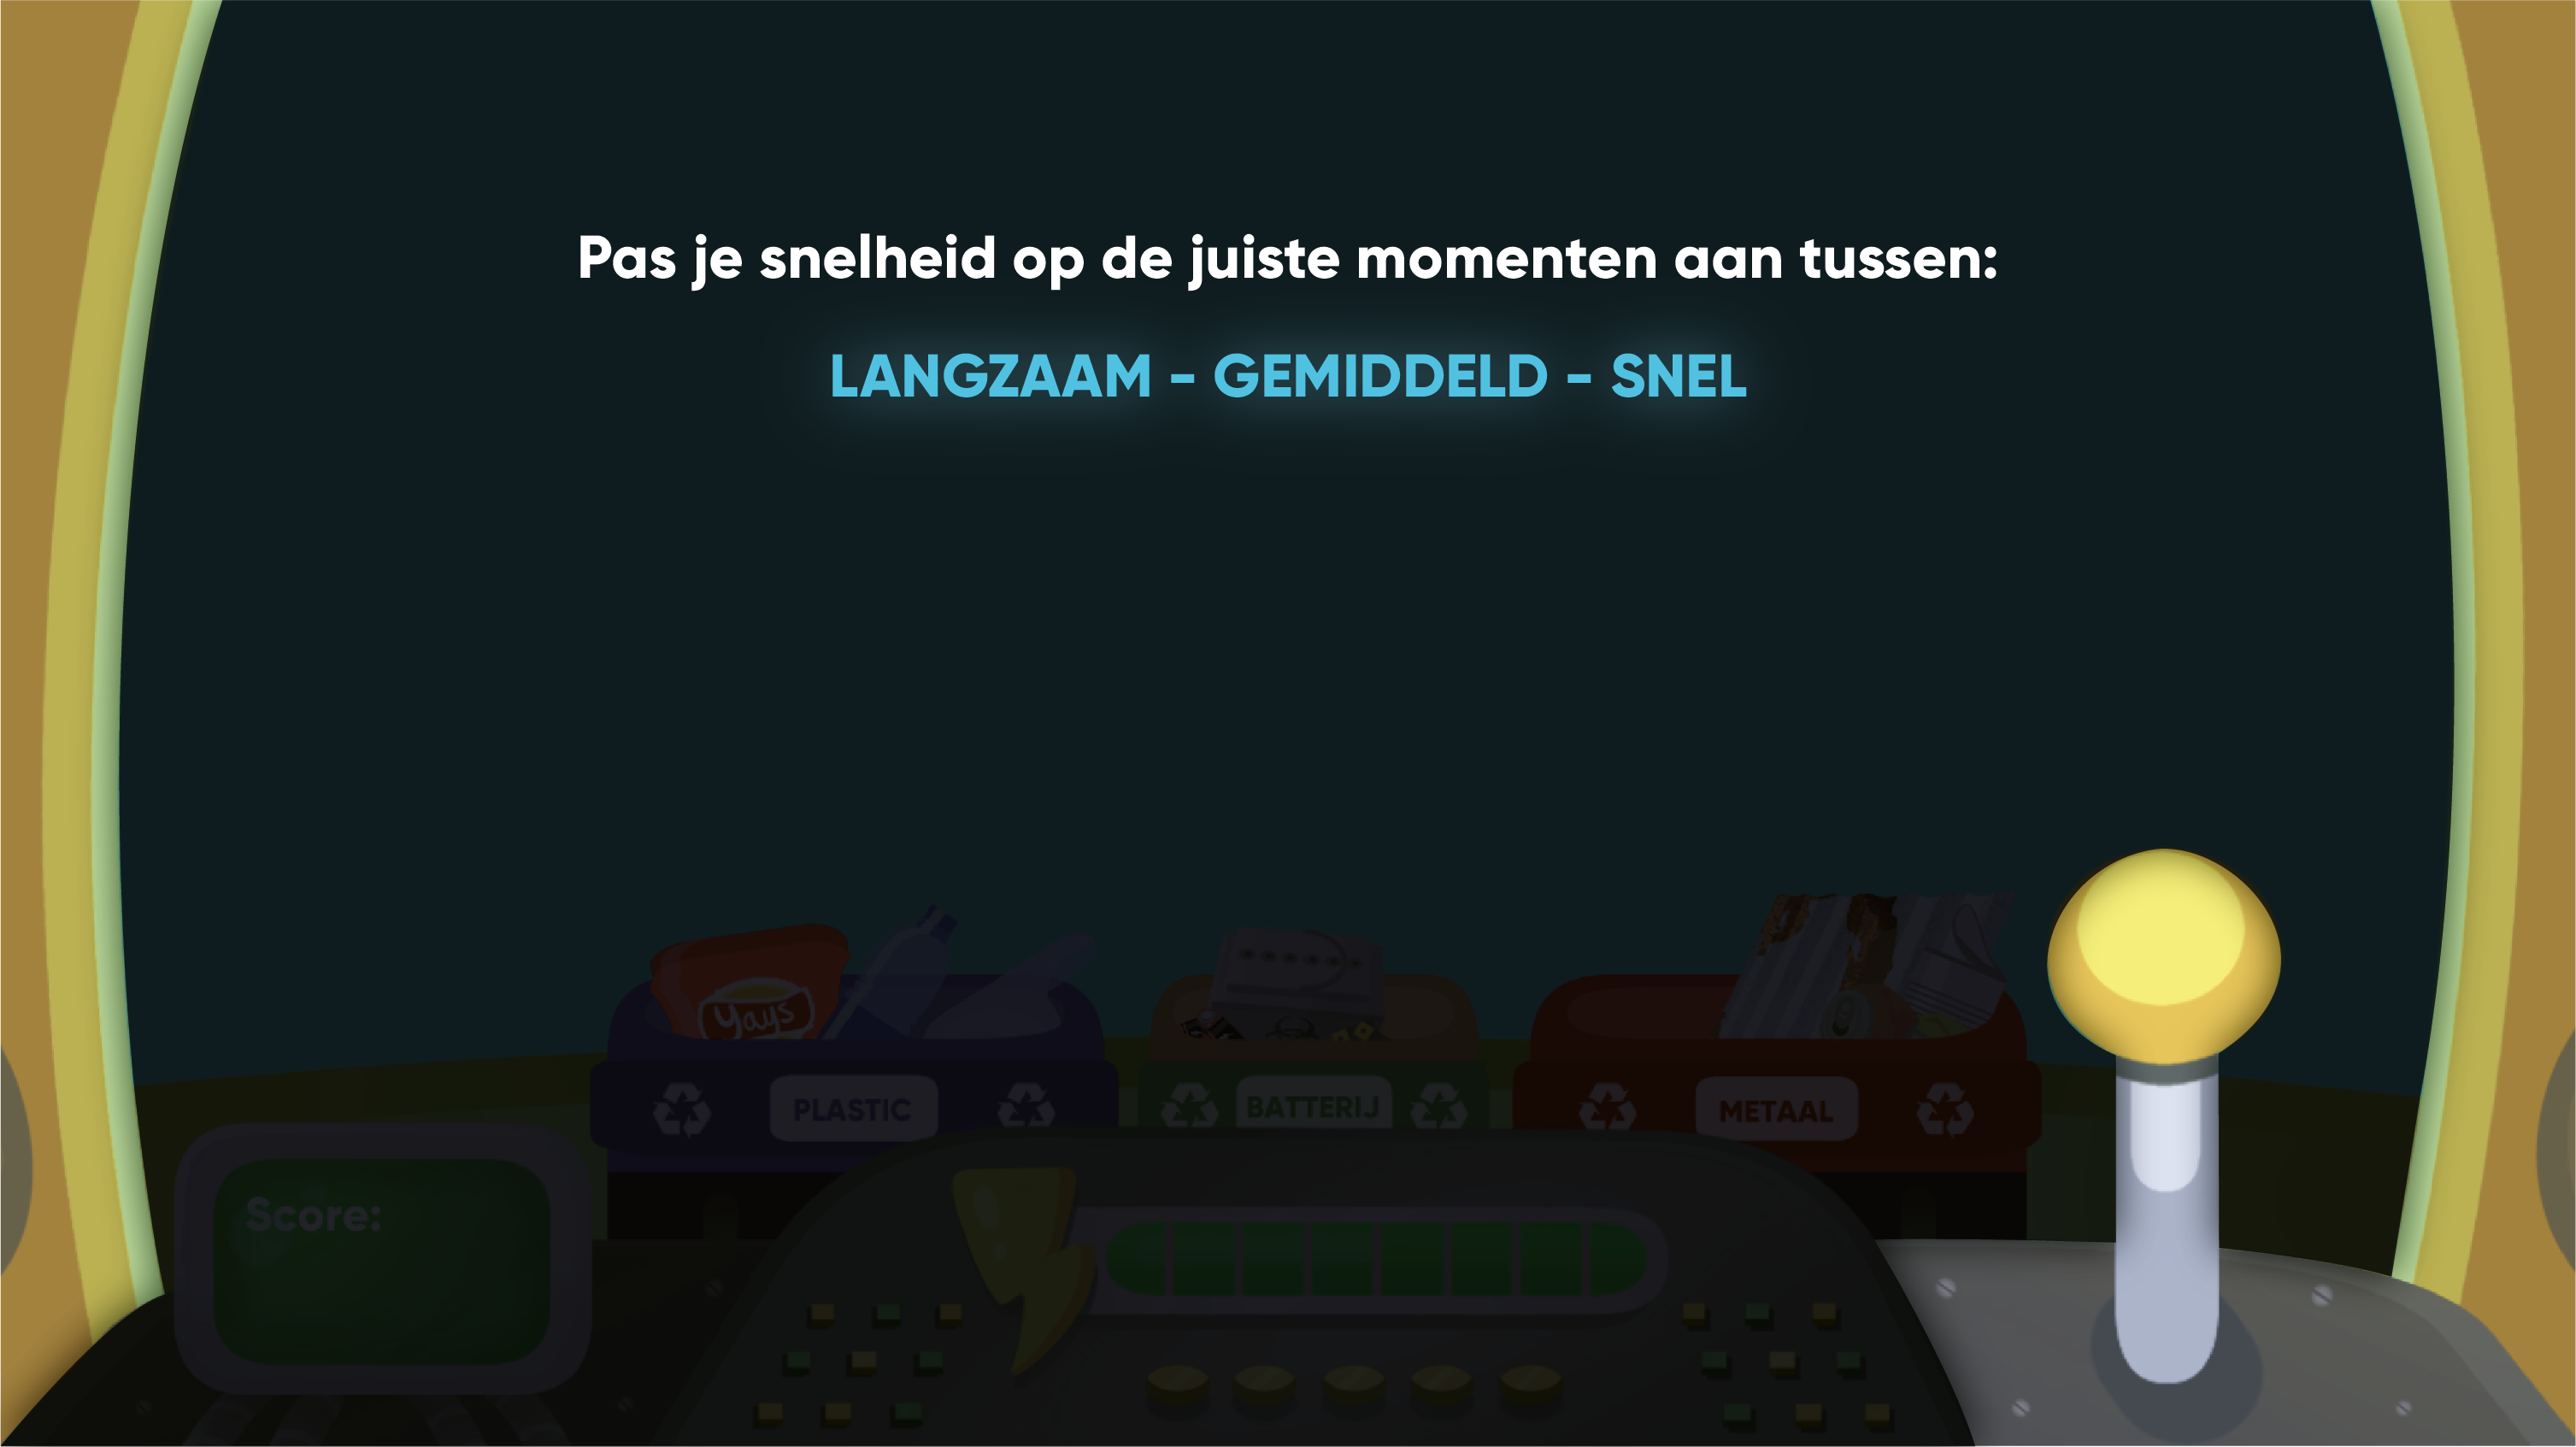 Pas je snelheid op de juiste momenten aan tussen:
LANGZAAM - GEMIDDELD - SNEL
yays
PLASTIC
BATTERIJ
METAAL
Score: